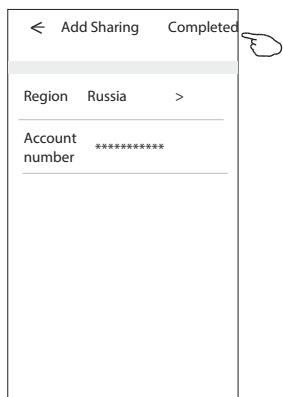 ← Add Sharing Completed
Region Russia >
Account
number ***********